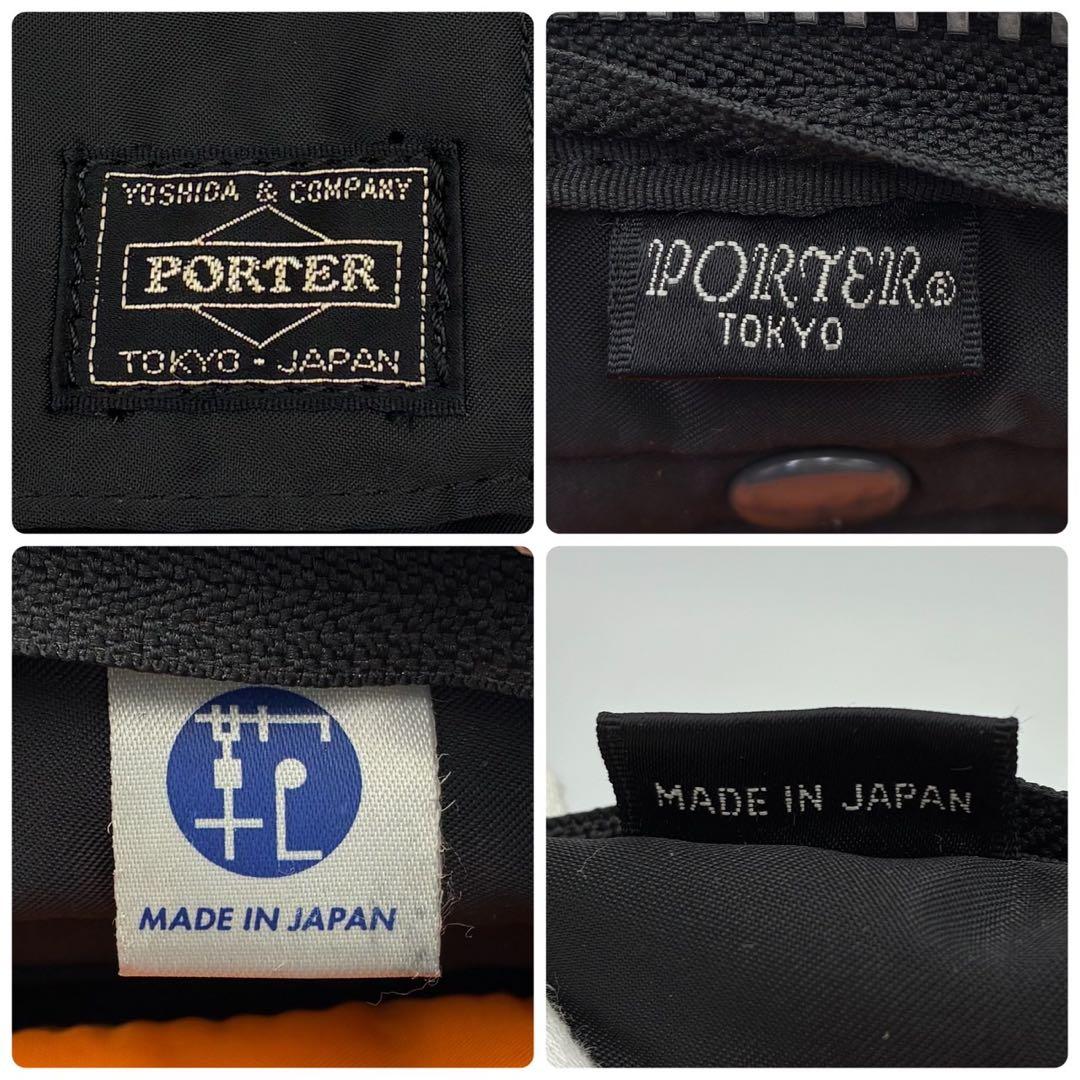 YOSHIDA & COMPANY
PORTER
TOKYO - JAPAN
PORTER®
TOKYO
MADE IN JAPAN
MADE IN JAPAN